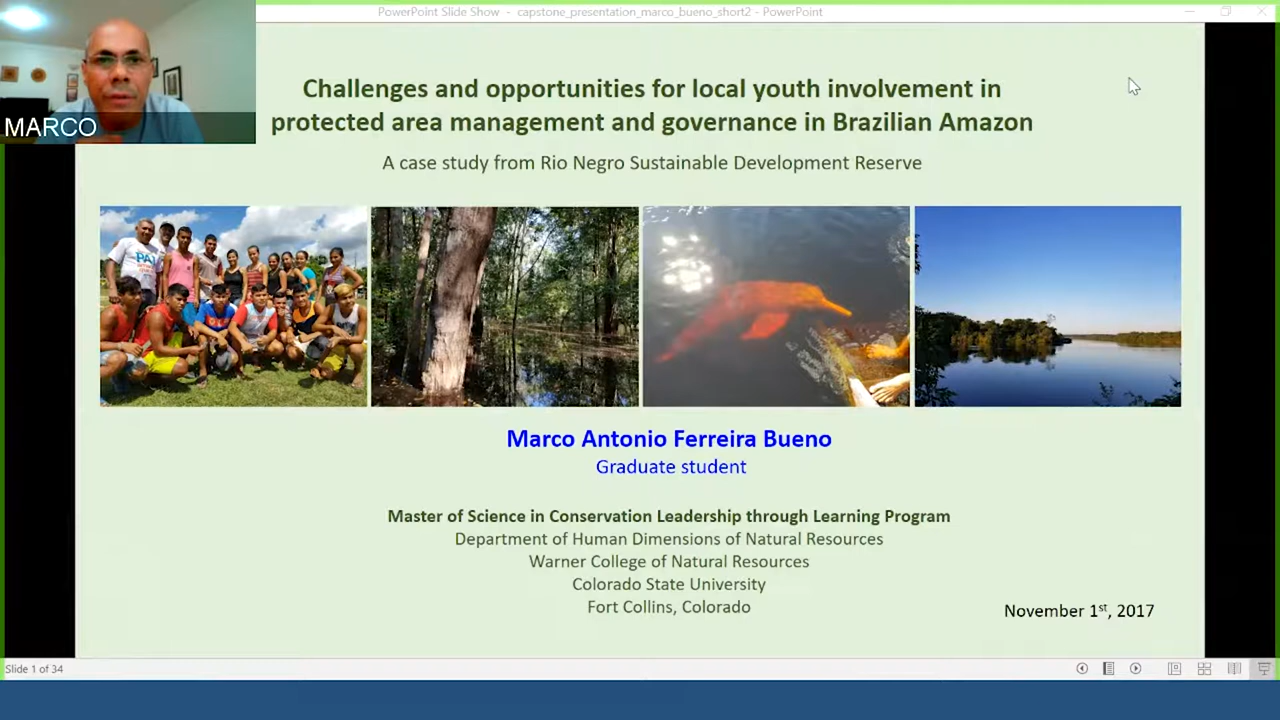 PowerPoint Slide Show - capstone_presentation_marco_bueno_short2 - PowerPoint
MARCO
Challenges and opportunities for local youth involvement in
protected area management and governance in Brazilian Amazon
A case study from Rio Negro Sustainable Development Reserve
Marco Antonio Ferreira Bueno
Graduate student
Master of Science in Conservation Leadership through Learning Program
Department of Human Dimensions of Natural Resources
Warner College of Natural Resources
Colorado State University
Fort Collins, Colorado
November 1st, 2017
Slide 1 of 34